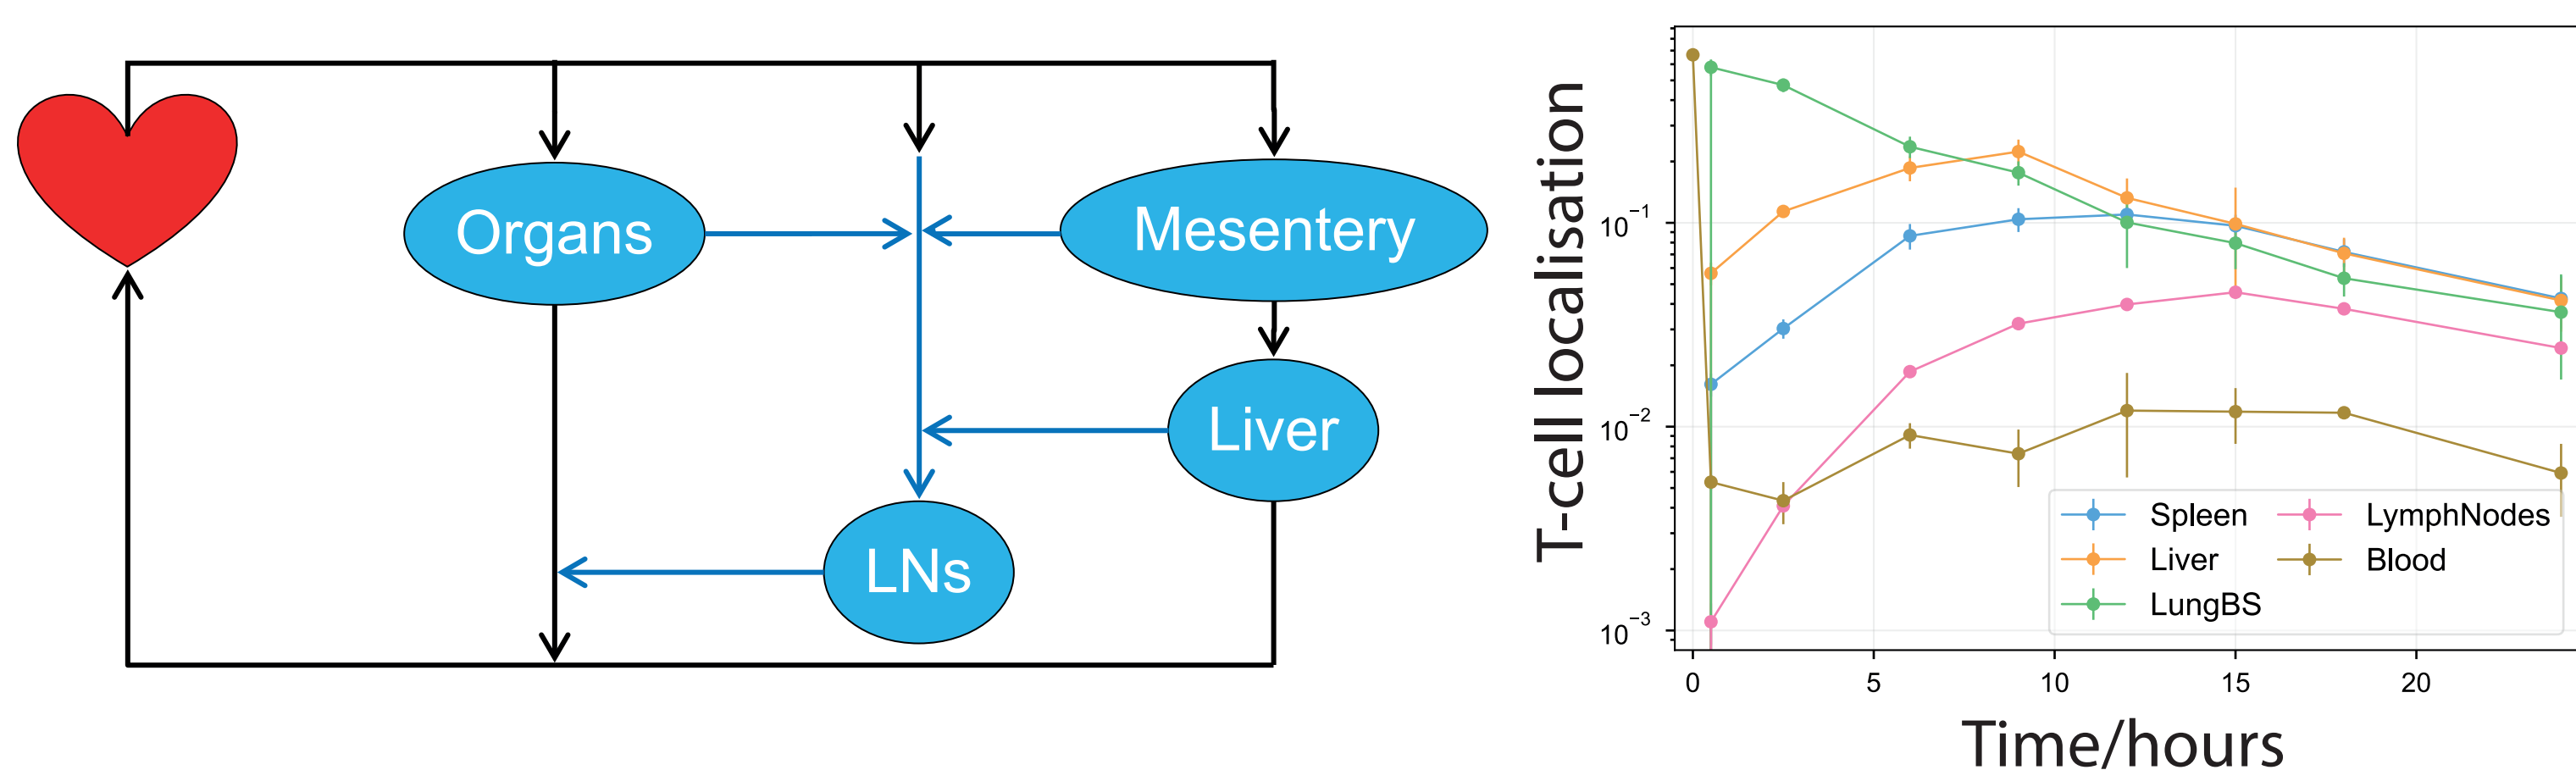 Organs
Mesentery
Liver
LNs
T-cell localisation
10−1
10−2
10−3
Spleen
LymphNodes
Liver
Blood
LungBS
0 5 10 15 20
Time/hours